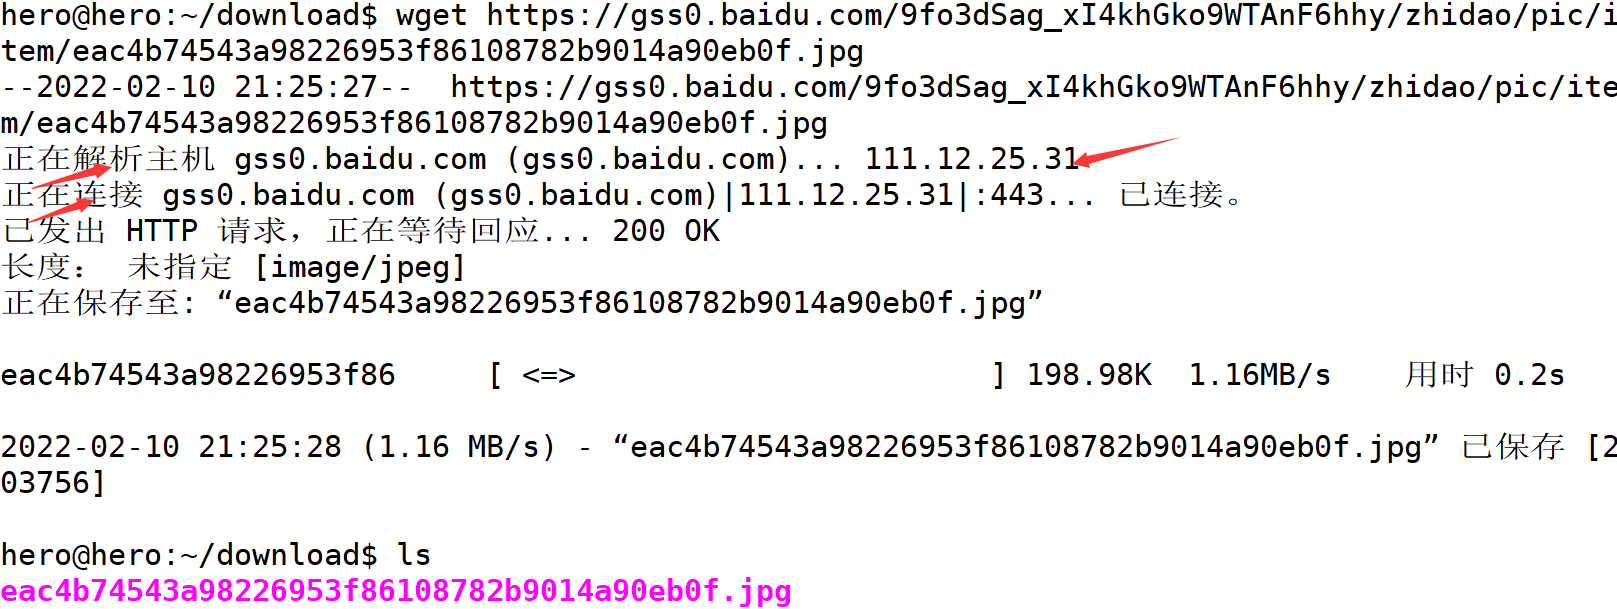 hero@hero:~/download$ wget https://gss0.baidu.com/9fo3dSag_xI4khGko9WTAnF6hhy/zhidao/pic/i
tem/eac4b74543a98226953f86108782b9014a90eb0f.jpg
--2022-02-10 21:25:27--  https://gss0.baidu.com/9fo3dSag_xI4khGko9WTAnF6hhy/zhidao/pic/ite
m/eac4b74543a98226953f86108782b9014a90eb0f.jpg
正在解析主机 gss0.baidu.com (gss0.baidu.com)... 111.12.25.31
正在连接 gss0.baidu.com (gss0.baidu.com)|111.12.25.31|:443... 已连接。
已发出 HTTP 请求，正在等待回应... 200 OK
长度： 未指定 [image/jpeg]
正在保存至: “eac4b74543a98226953f86108782b9014a90eb0f.jpg”
eac4b74543a98226953f86     [ <=>                       ] 198.98K  1.16MB/s    用时 0.2s
2022-02-10 21:25:28 (1.16 MB/s) - “eac4b74543a98226953f86108782b9014a90eb0f.jpg” 已保存 [2
03756]
hero@hero:~/download$ ls
eac4b74543a98226953f86108782b9014a90eb0f.jpg